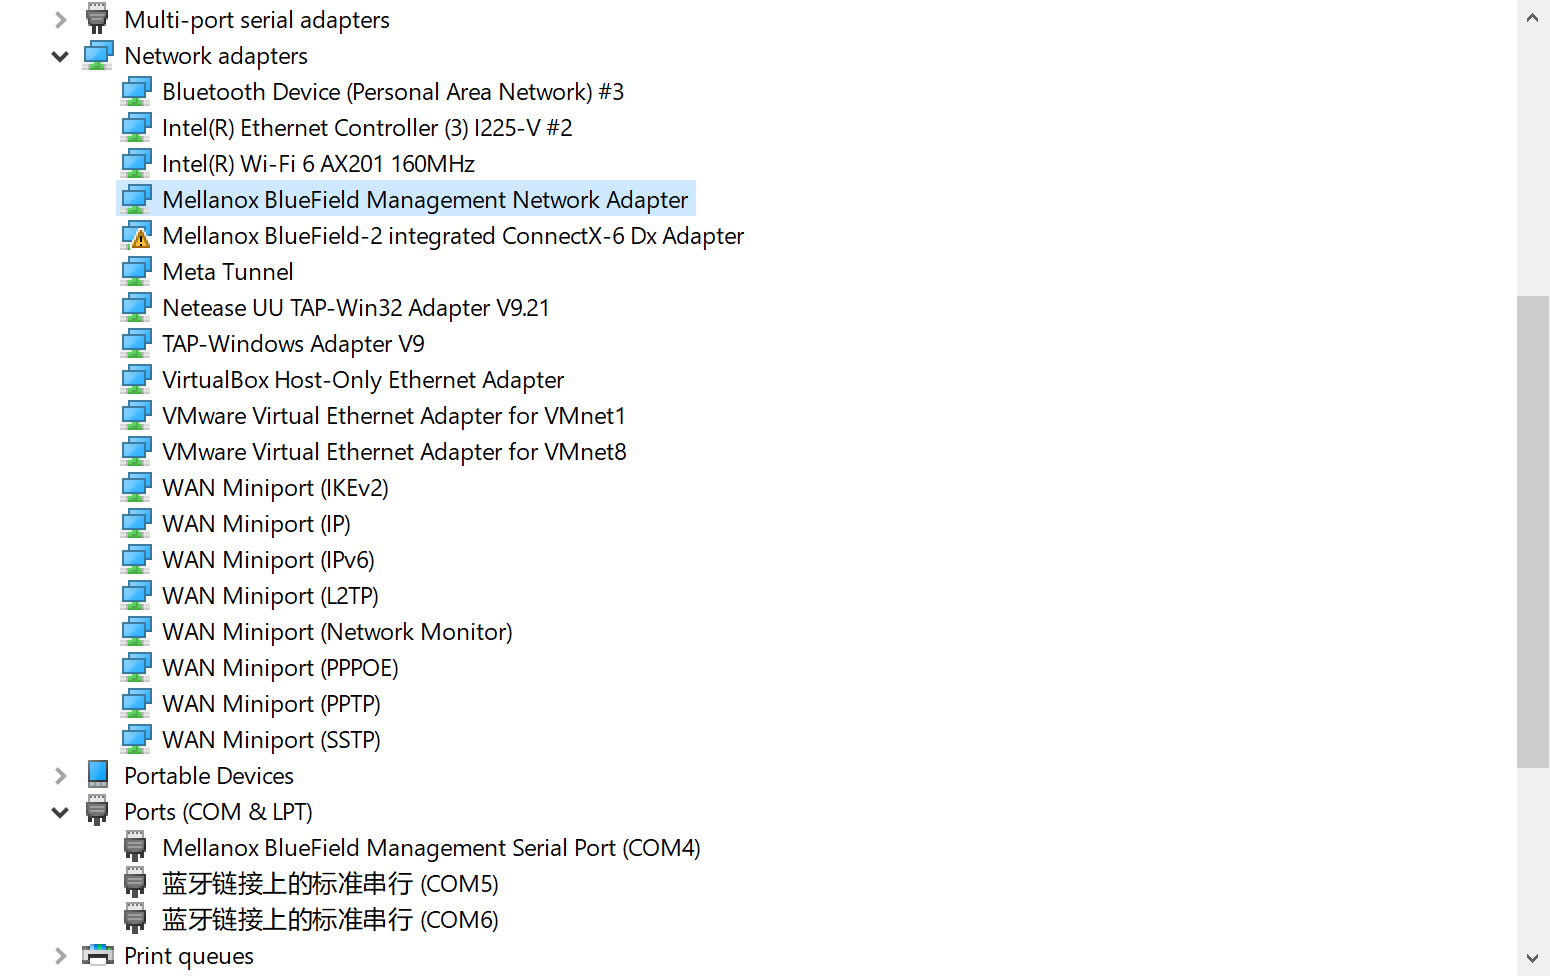 Multi-port serial adapters
Network adapters
Bluetooth Device (Personal Area Network) #3
Intel(R) Ethernet Controller (3) I225-V #2
Intel(R) Wi-Fi 6 AX201 160MHz
Mellanox BlueField Management Network Adapter
Mellanox BlueField-2 integrated ConnectX-6 Dx Adapter
Meta Tunnel
Netease UU TAP-Win32 Adapter V9.21
TAP-Windows Adapter V9
VirtualBox Host-Only Ethernet Adapter
VMware Virtual Ethernet Adapter for VMnet1
VMware Virtual Ethernet Adapter for VMnet8
WAN Miniport (IKEv2)
WAN Miniport (IP)
WAN Miniport (IPv6)
WAN Miniport (L2TP)
WAN Miniport (Network Monitor)
WAN Miniport (PPPOE)
WAN Miniport (PPTP)
WAN Miniport (SSTP)
Portable Devices
Ports (COM & LPT)
Mellanox BlueField Management Serial Port (COM4)
蓝牙链接上的标准串行 (COM5)
蓝牙链接上的标准串行 (COM6)
Print queues